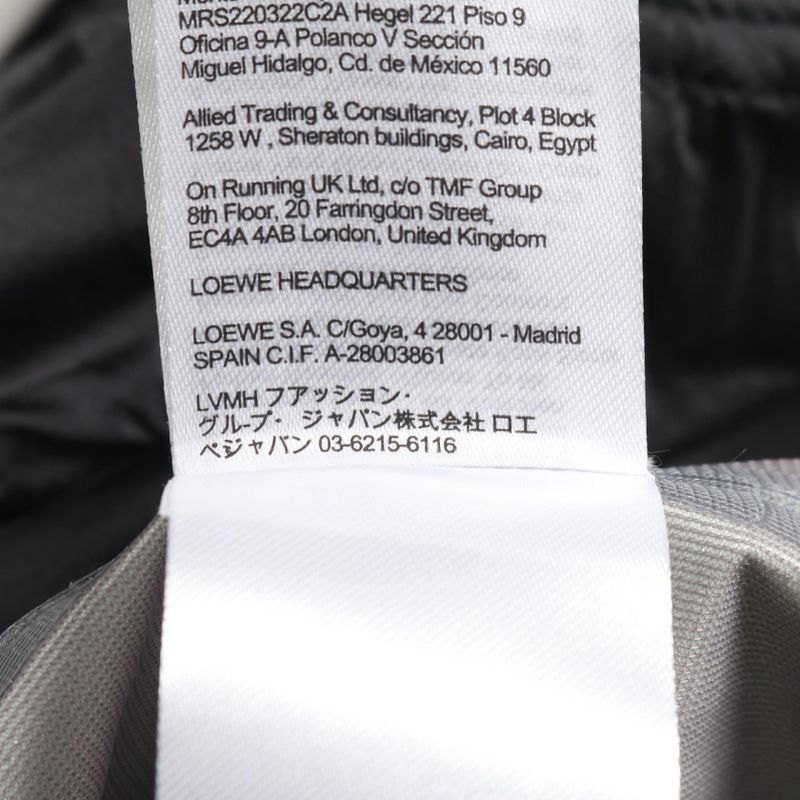 MRS220322C2A Hegel 221 Piso 9
Oficina 9-A Polanco V Sección
Miguel Hidalgo, Cd. de México 11560
Allied Trading & Consultancy, Plot 4 Block
1258 W , Sheraton buildings, Cairo, Egypt
On Running UK Ltd, c/o TMF Group
8th Floor, 20 Farringdon Street,
EC4A 4AB London, United Kingdom
LOEWE HEADQUARTERS
LOEWE S.A. C/Goya, 4 28001 - Madrid
SPAIN C.I.F. A-28003861
LVMH フアッション·
グループ· ジャパン株式会社 ロエ
ペジャパン 03-6215-6116